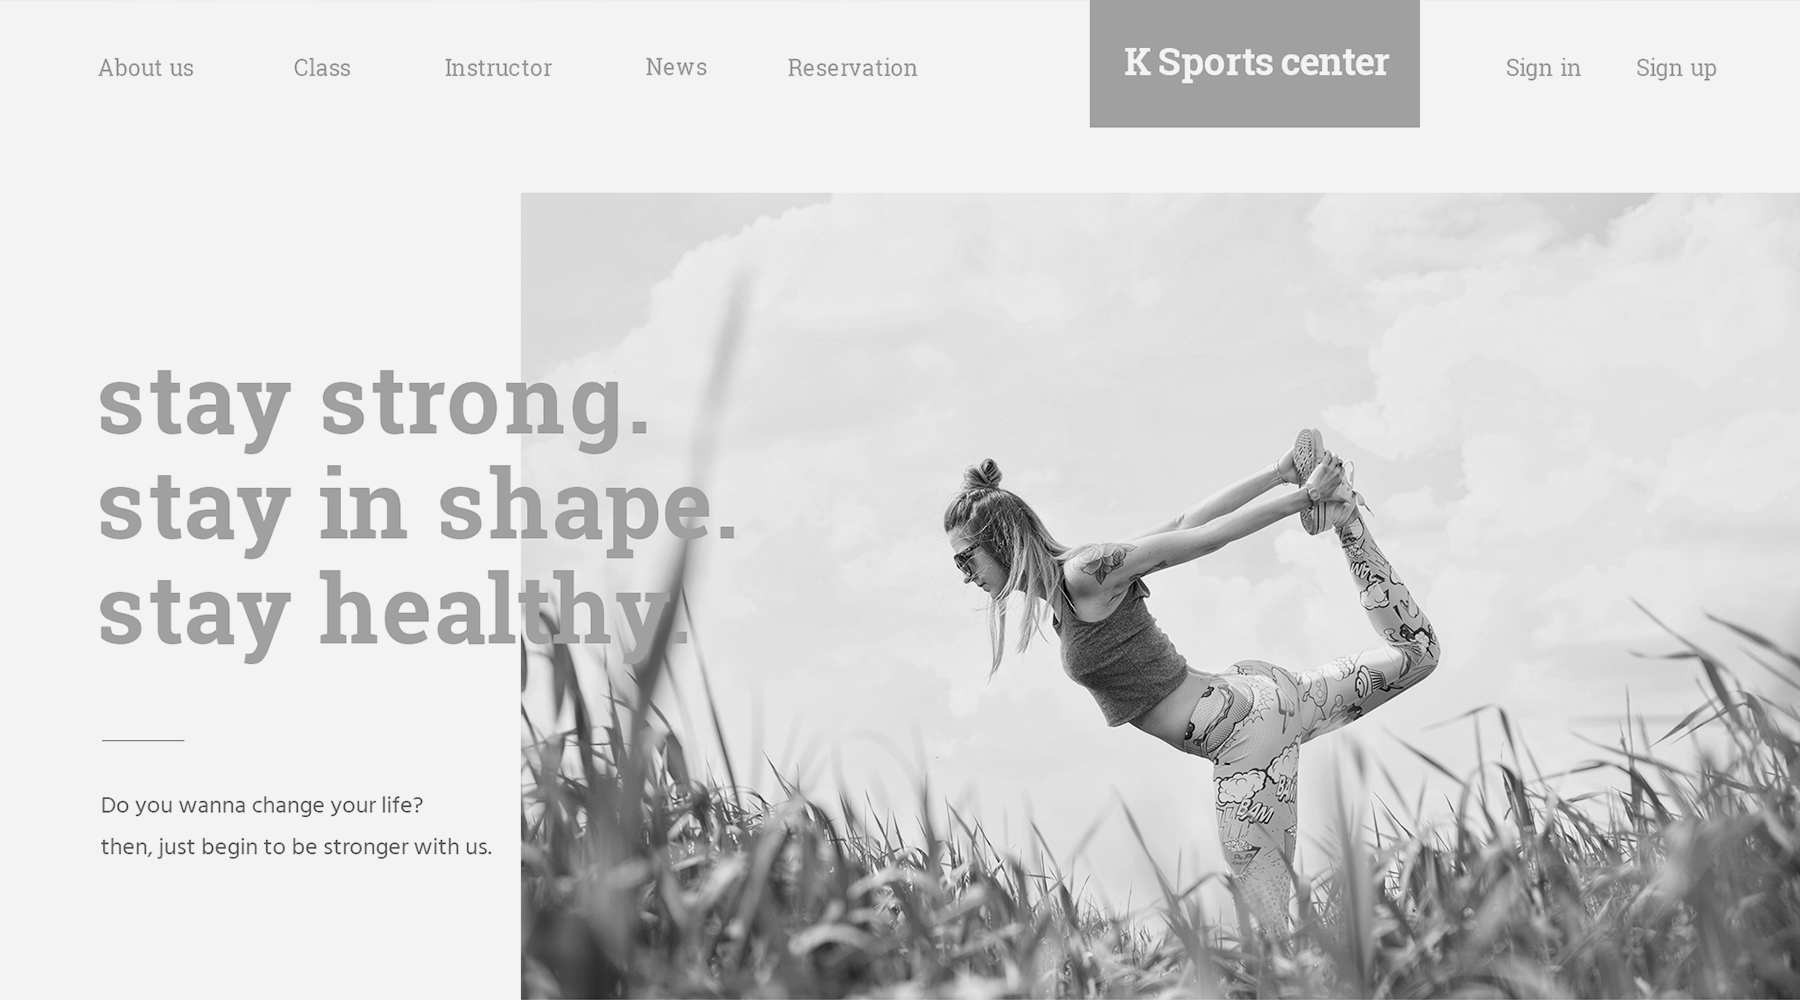 About us
Class
Instructor
News
Reservation
K Sports center
Sign in
Sign up
stay strong.
stay in shape.
stay healthy.
Do you wanna change your life?
then, just begin to be stronger with us.
BAM